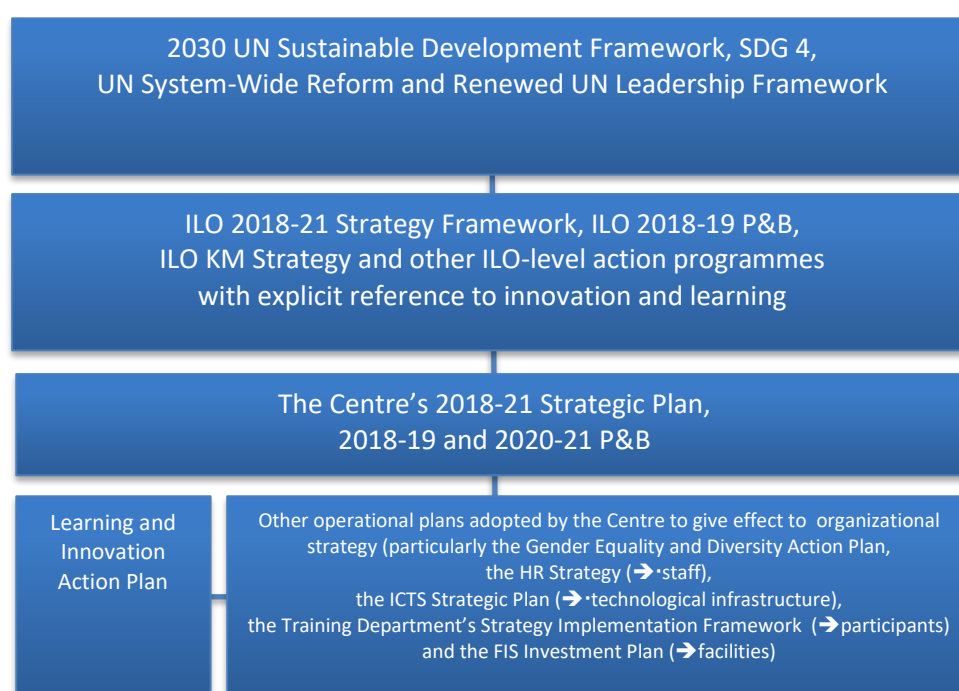 2030 UN Sustainable Development Framework, SDG 4,
UN System-Wide Reform and Renewed UN Leadership Framework
ILO 2018-21 Strategy Framework, ILO 2018-19 P&B,
ILO KM Strategy and other ILO-level action programmes
with explicit reference to innovation and learning
The Centre's 2018-21 Strategic Plan,
2018-19 and 2020-21 P&B
Learning and
Innovation
Action Plan
Other operational plans adopted by the Centre to give effect to organizational
strategy (particularly the Gender Equality and Diversity Action Plan,
the HR Strategy (➔·staff),
the ICTS Strategic Plan (➔·technological infrastructure),
the Training Department's Strategy Implementation Framework (➔participants)
and the FIS Investment Plan (➔facilities)